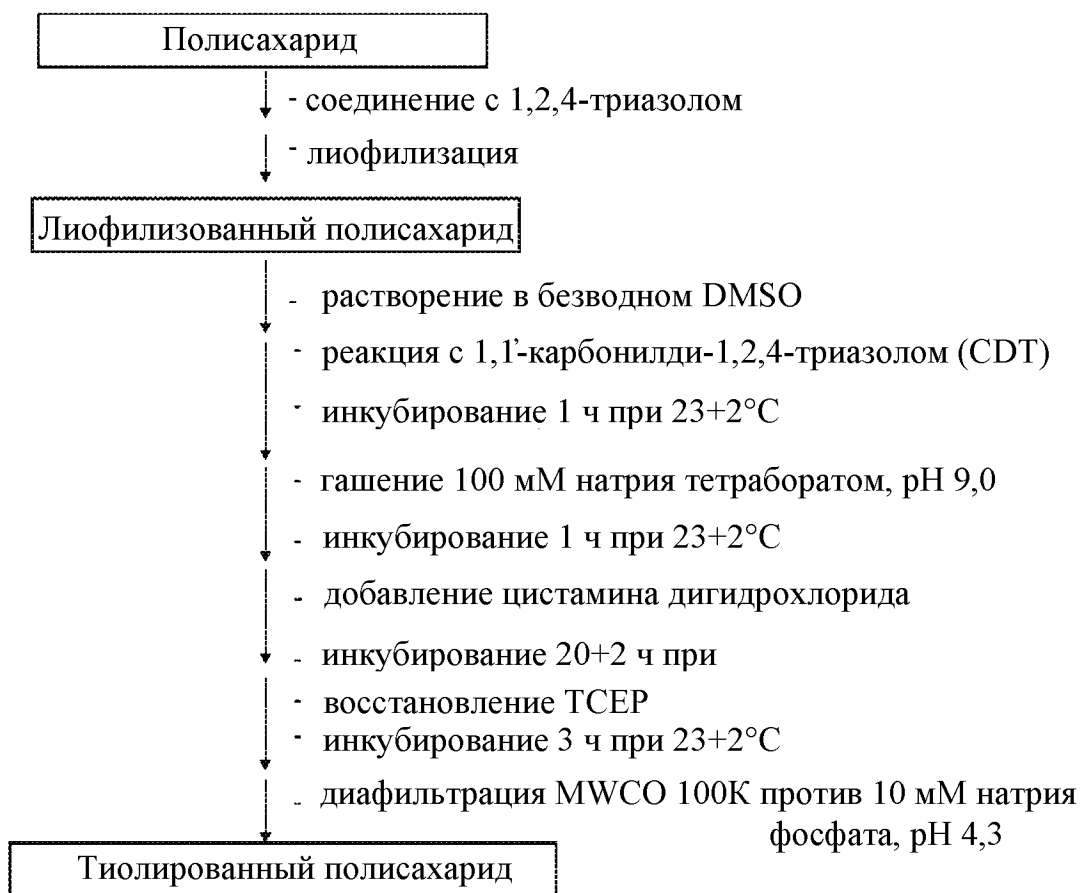 Полисахарид
- соединение с 1,2,4-триазолом
- лиофилизация
Лиофилизованный полисахарид
- растворение в безводном DMSO
- реакция с 1,1'-карбонилди-1,2,4-триазолом (CDT)
- инкубирование 1 ч при 23+2°C
- гашение 100 мМ натрия тетраборатом, pH 9,0
- инкубирование 1 ч при 23+2°C
- добавление цистамина дигидрохлорида
- инкубирование 20+2 ч при
- восстановление TCEP
- инкубирование 3 ч при 23+2°C
- диафильтрация MWCO 100К против 10 мМ натрия
фосфата, pH 4,3
Тиолированный полисахарид